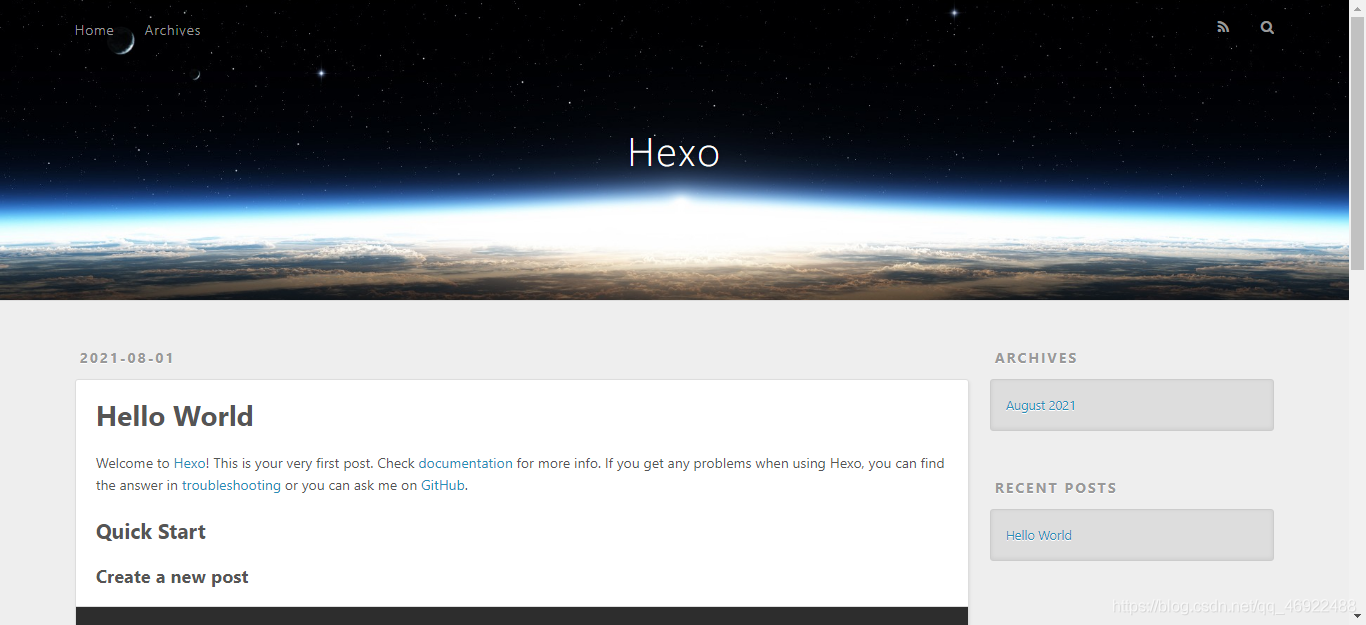 Home Archives
Hexo
2021-08-01
Hello World
Welcome to Hexo! This is your very first post. Check documentation for more info. If you get any problems when using Hexo, you can find
the answer in troubleshooting or you can ask me on GitHub.
Quick Start
Create a new post
ARCHIVES
August 2021
RECENT POSTS
Hello World
https://blog.csdn.net/qq_46922488